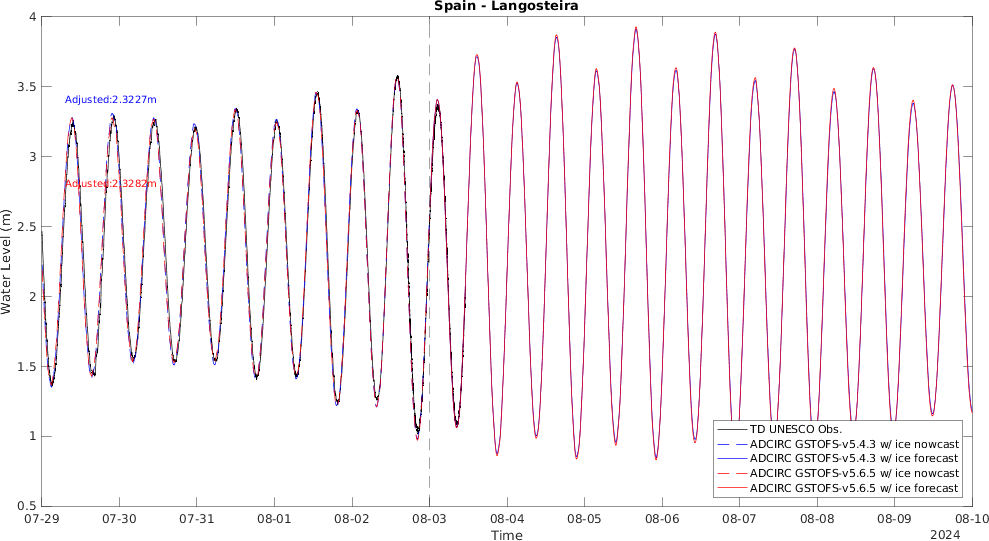 Spain - Langosteira
4
3.5
3
2.5
2
1.5
1
0.5
Water Level (m)
Adjusted:2.3227m
Adjusted:2.3282m
TD UNESCO Obs.
ADCIRC GSTOFS-v5.4.3 w/ ice nowcast
ADCIRC GSTOFS-v5.4.3 w/ ice forecast
ADCIRC GSTOFS-v5.6.5 w/ ice nowcast
ADCIRC GSTOFS-v5.6.5 w/ ice forecast
07-29 07-30 07-31 08-01 08-02 08-03 08-04 08-05 08-06 08-07 08-08 08-09 08-10
Time
2024